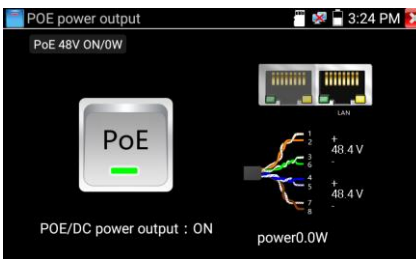 POE power output
3:24 PM
PoE 48V ON/0W
PoE
LAN
1
2
+
48.4 V
3
6
-
4
5
+
48.4 V
7
8
-
POE/DC power output : ON
power0.0W